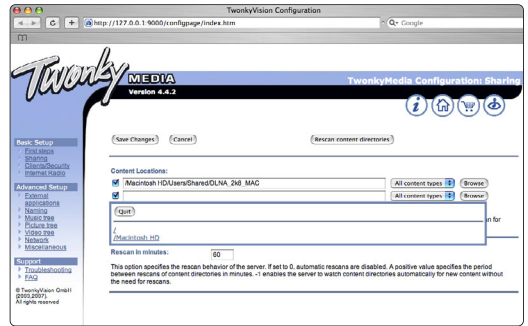 TwonkyVision Configuration
http://127.0.0.1:9000/configpage/index.htm
Q- Google
Twonky
MEDIA
Version 4.4.2
TwonkyMedia Configuration: Sharing
Save Changes
Cancel
Rescan content directories
Basic Setup
First steps
Sharing
Clients/Security
Internet Radio
Advanced Setup
External
applications
Naming
Music tree
Picture tree
Video tree
Network
Miscellaneous
Support
Troubleshooting
FAQ
© TwonkyVision GmbH
(2003,2007).
All rights reserved
Content Locations:
/Macintosh HD/Users/Shared/DLNA_2k8_MAC
All content types
Browse
All content types
Browse
Quit
/
/Macintosh HD
n for
Rescan in minutes:
60
This option specifies the rescan behavior of the server. If set to 0, automatic rescans are disabled. A positive value specifies the period
between rescans of content directories in minutes. -1 enables the server to watch content directories automatically for new content without
the need for rescans.